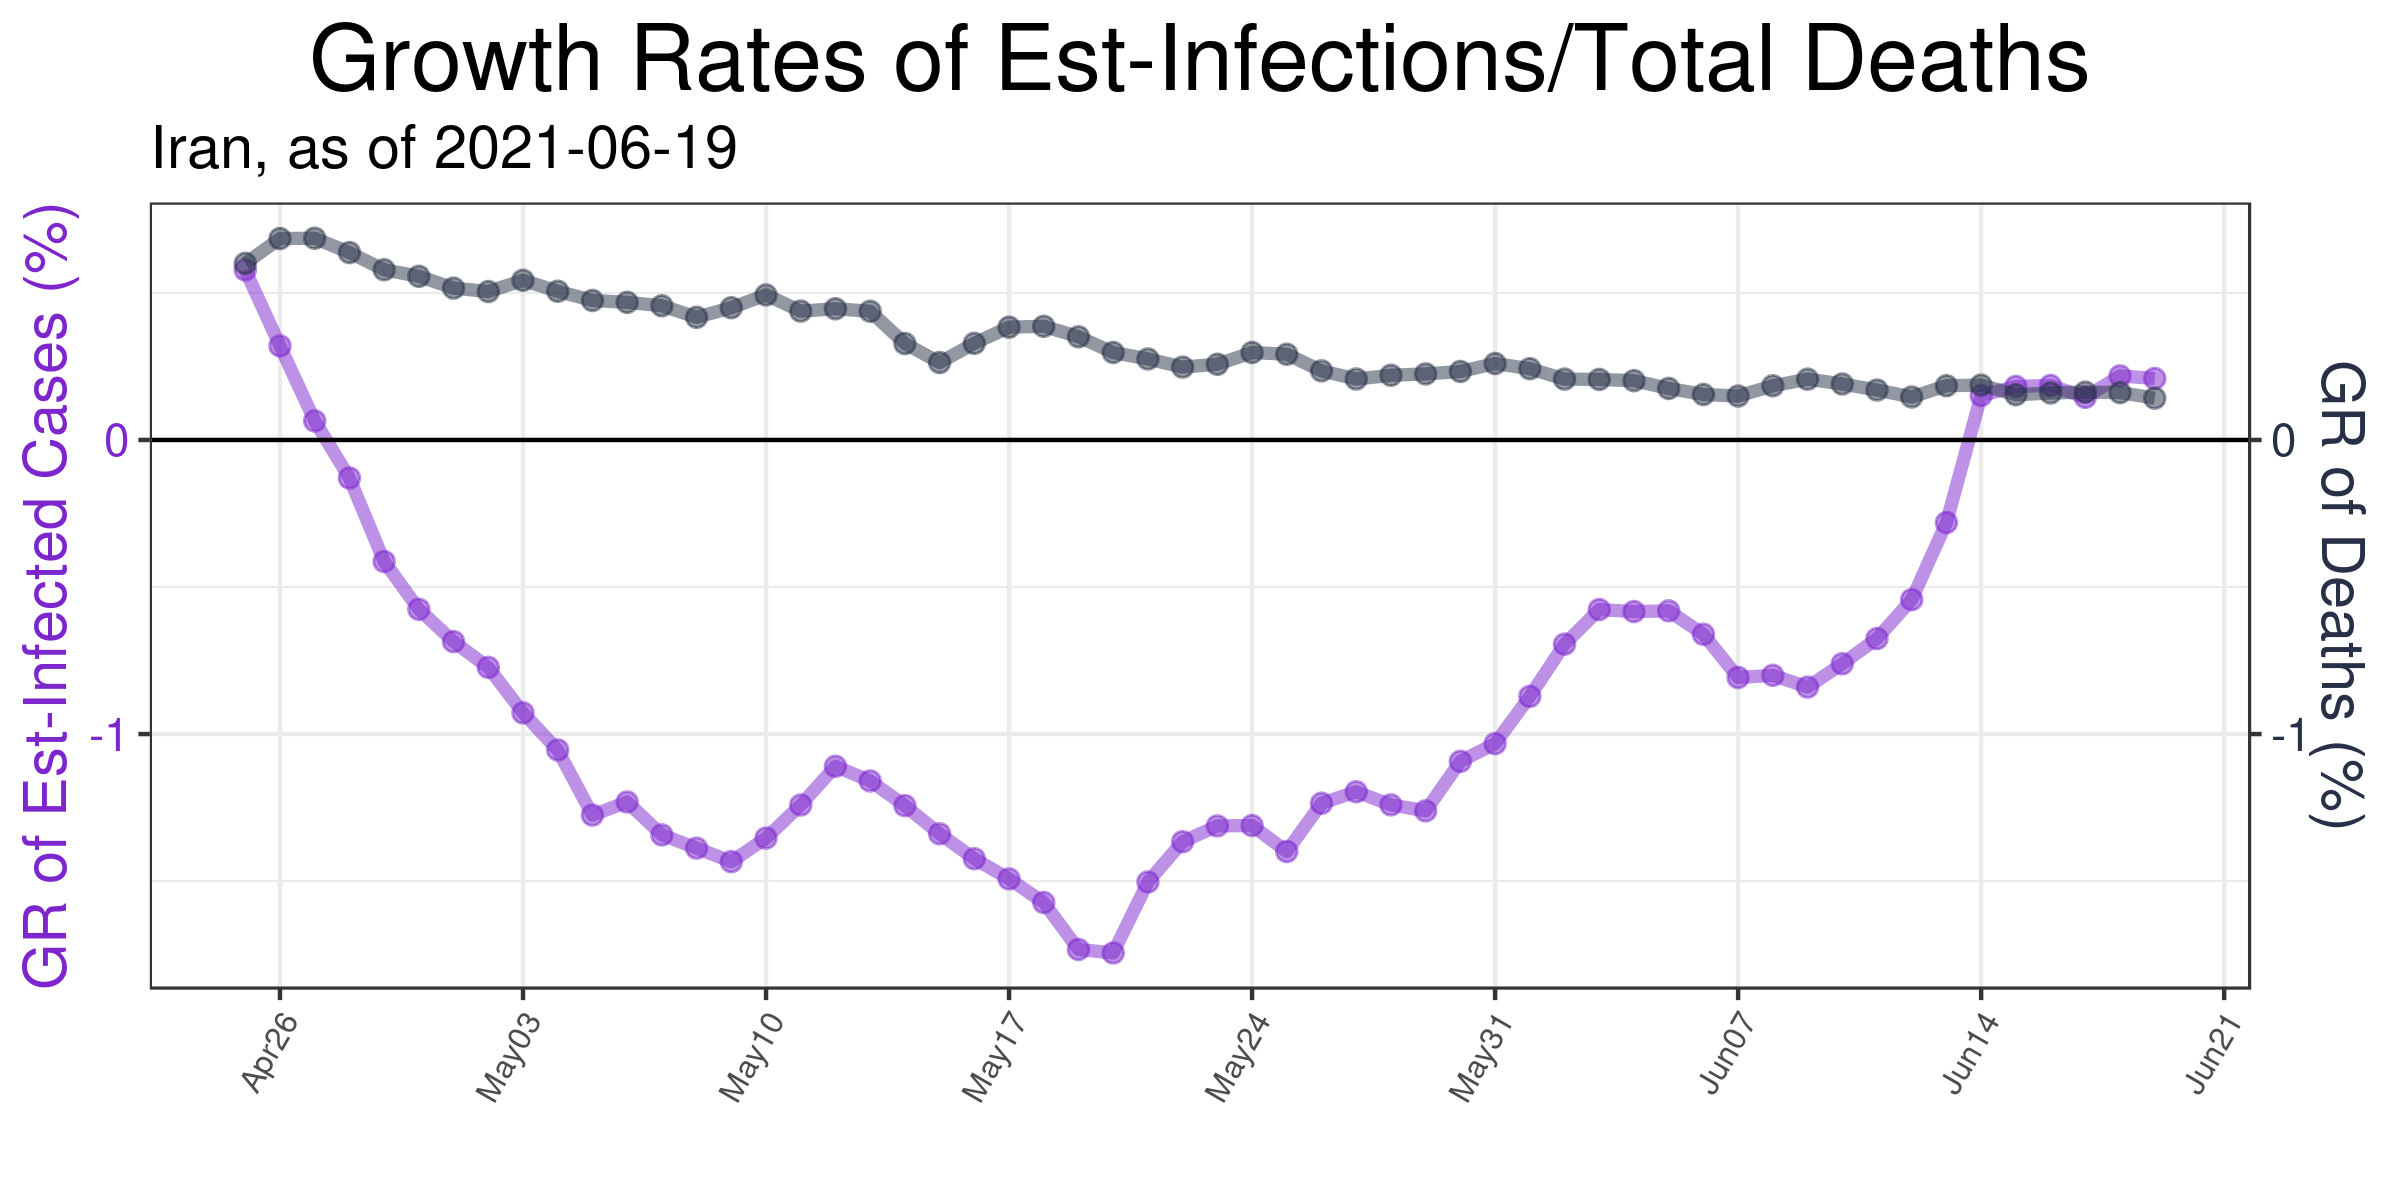 Growth Rates of Est-Infections/Total Deaths
Iran, as of 2021-06-19
GR of Est-Infected Cases (%)
0
-1
0
-1
GR of Deaths (%)
Apr26
May03
May10
May17
May24
May31
Jun07
Jun14
Jun21